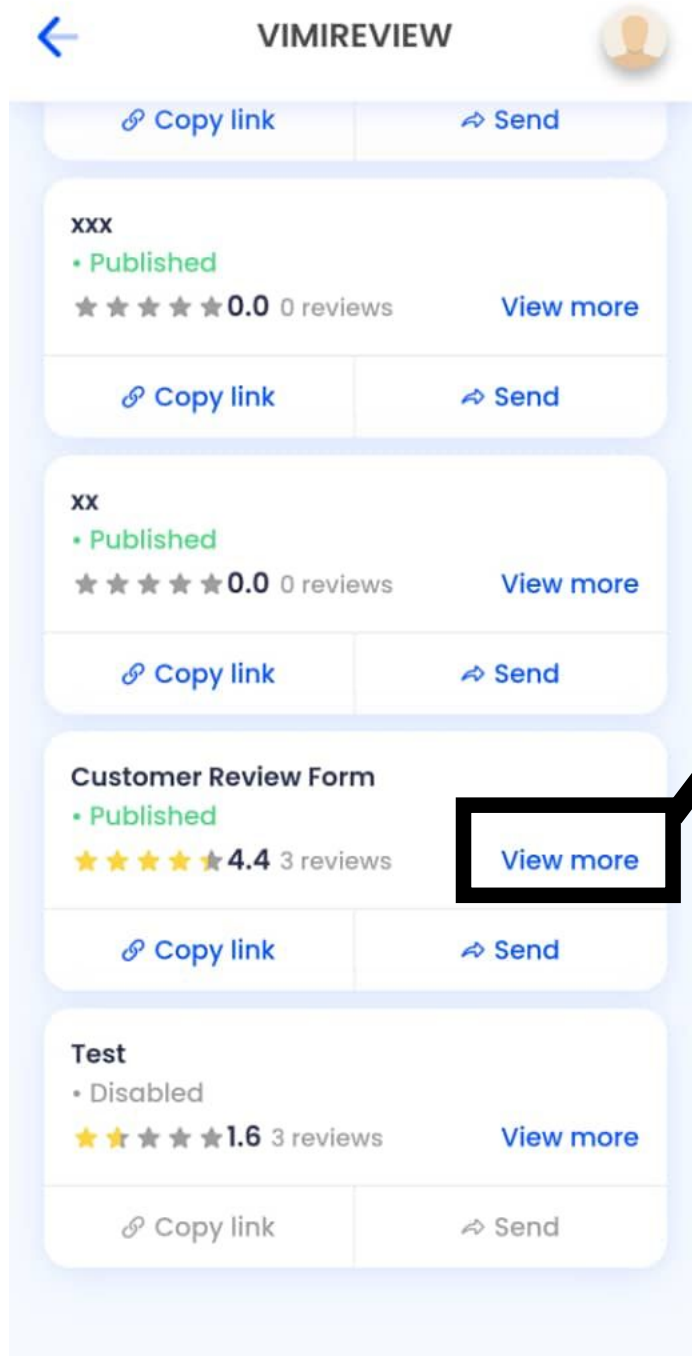 VIMIREVIEW
Copy link Send
xxx
• Published
0.0 0 reviews View more
Copy link Send
xx
• Published
0.0 0 reviews View more
Copy link Send
Customer Review Form
• Published
4.4 3 reviews View more
Copy link Send
Test
• Disabled
1.6 3 reviews View more
Copy link Send